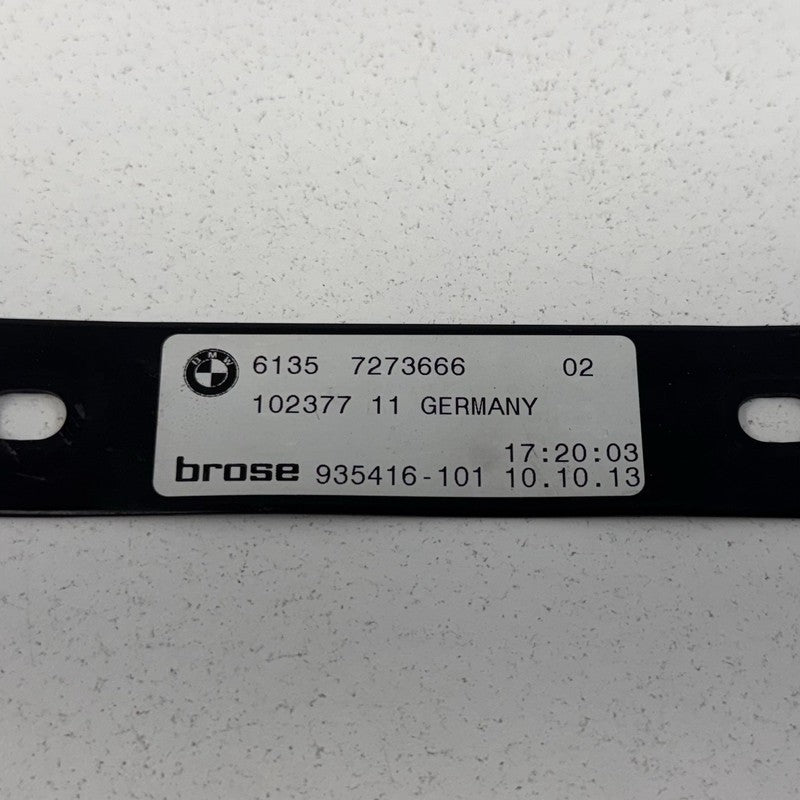 BMW
6135 7273666 02
102377 11 GERMANY
17:20:03
brose 935416-101 10.10.13